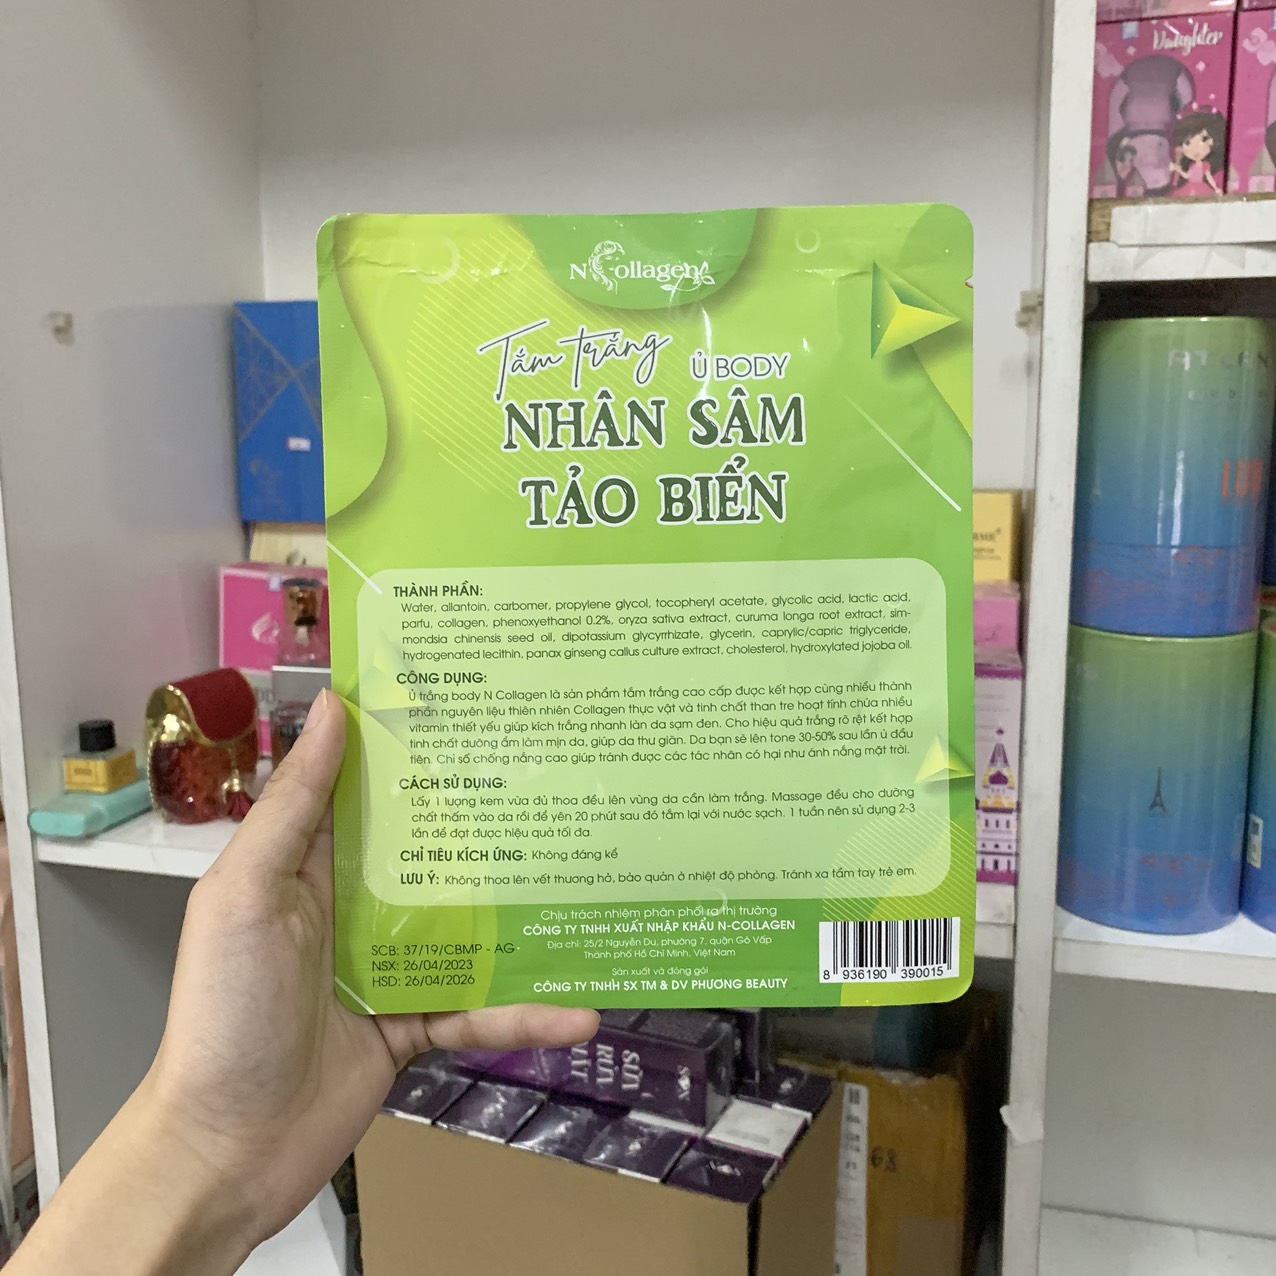 Daughter
N Collagen
Tắm trắng Ủ BODY
NHÂN SÂM
TẢO BIỂN
THÀNH PHẦN:
Water, allantoin, carbomer, propylene glycol, tocopheryl acetate, glycolic acid, lactic acid,
parfu, collagen, phenoxyethanol 0.2%, oryza sativa extract, curuma longa root extract, sim-
mondsia chinensis seed oil, dipotassium glycyrrhizate, glycerin, caprylic/capric triglyceride,
hydrogenated lecithin, panax ginseng callus culture extract, cholesterol, hydroxylated jojoba oil.
CÔNG DỤNG:
Ủ trắng body N Collagen là sản phẩm tắm trắng cao cấp được kết hợp cùng nhiều thành
phần nguyên liệu thiên nhiên Collagen thực vật và tinh chất than tre hoạt tính chứa nhiều
vitamin thiết yếu giúp kích trắng nhanh làn da sạm đen. Cho hiệu quả trắng rõ rệt kết hợp
tinh chất dưỡng ẩm làm mịn da, giúp da thư giãn. Da bạn sẽ lên tone 30-50% sau lần ủ đầu
tiên. Chỉ số chống nắng cao giúp tránh được các tác nhân có hại như ánh nắng mặt trời.
CÁCH SỬ DỤNG:
Lấy 1 lượng kem vừa đủ thoa đều lên vùng da cần làm trắng. Massage đều cho dưỡng
chất thấm vào da rồi để yên 20 phút sau đó tắm lại với nước sạch. 1 tuần nên sử dụng 2-3
lần để đạt được hiệu quả tối đa.
CHỈ TIÊU KÍCH ỨNG: Không đáng kể
LƯU Ý: Không thoa lên vết thương hở, bảo quản ở nhiệt độ phòng. Tránh xa tầm tay trẻ em.
Chịu trách nhiệm phân phối ra thị trường
CÔNG TY TNHH XUẤT NHẬP KHẨU N-COLLAGEN
Địa chỉ: 25/2 Nguyễn Du, phường 7, quận Gò Vấp
Thành phố Hồ Chí Minh, Việt Nam
Sản xuất và đóng gói
CÔNG TY TNHH SX TM & DV PHƯƠNG BEAUTY
SCB: 37/19/CBMP - AG
NSX: 26/04/2023
HSD: 26/04/2026
8 936190 390015
SỮA
RỬA
MẶT
68